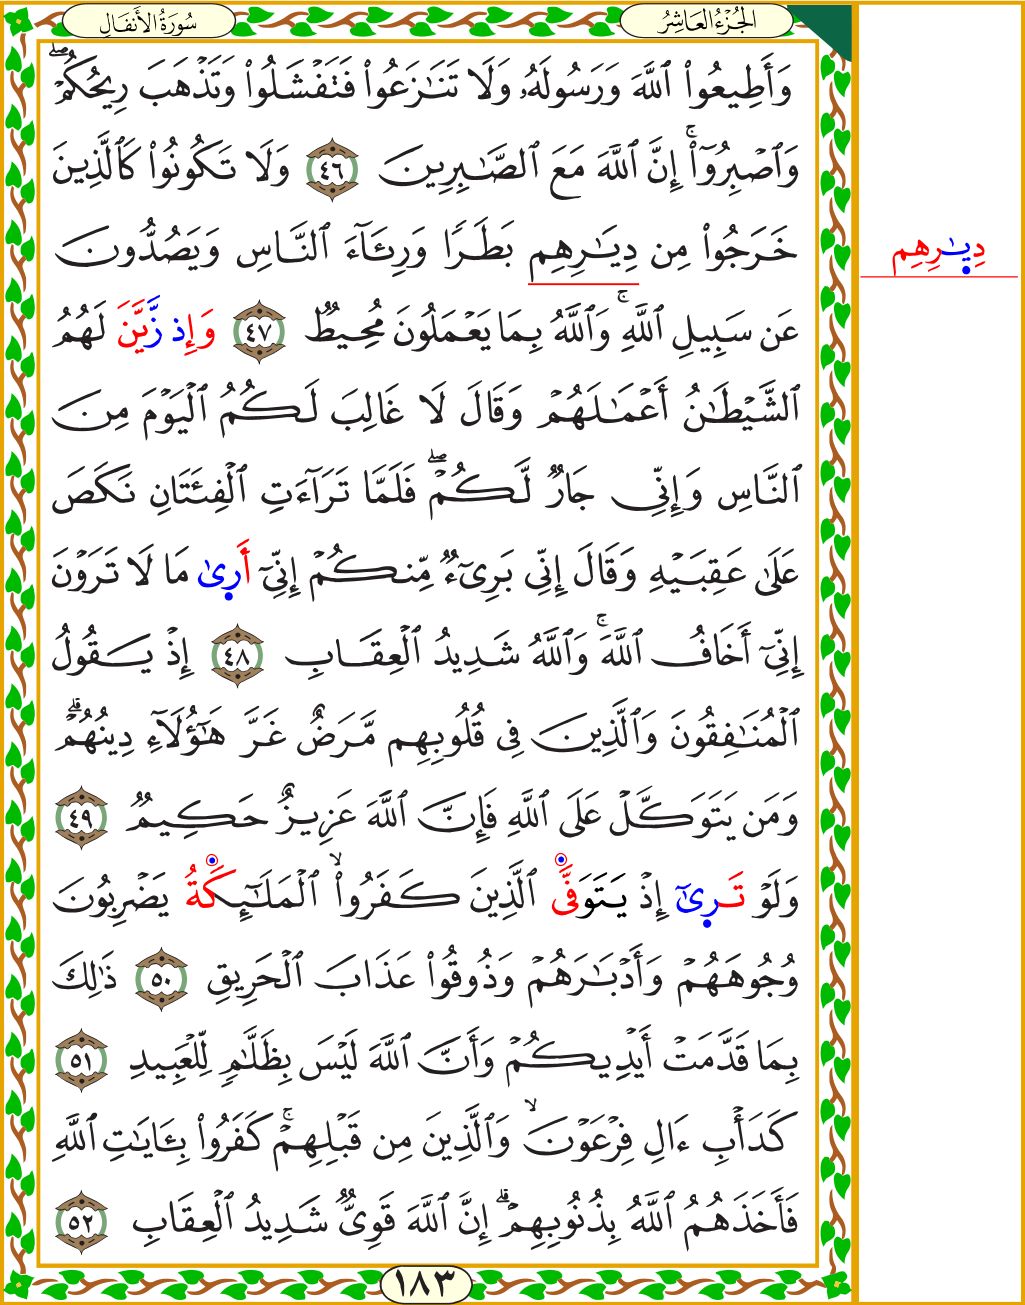 الجُزْءُ العَاشِرُ
سُورَةُ الأَنفَالِ
وَأَطِيعُوا۟ ٱللَّهَ وَرَسُولَهُۥ وَلَا تَنَـٰزَعُوا۟ فَتَفْشَلُوا۟ وَتَذْهَبَ رِيحُكُمْ ۖ
وَٱصْبِرُوٓا۟ ۚ إِنَّ ٱللَّهَ مَعَ ٱلصَّـٰبِرِينَ ٤٦ وَلَا تَكُونُوا۟ كَٱلَّذِينَ
خَرَجُوا۟ مِن دِيَـٰرِهِم بَطَرًا وَرِئَآءَ ٱلنَّاسِ وَيَصُدُّونَ
دِيَـٰرِهِم
عَن سَبِيلِ ٱللَّهِ ۚ وَٱللَّهُ بِمَا يَعْمَلُونَ مُحِيطٌ ٤٧ وَإِذ زَّيَّنَ لَهُمُ
ٱلشَّيْطَـٰنُ أَعْمَـٰلَهُمْ وَقَالَ لَا غَالِبَ لَكُمُ ٱلْيَوْمَ مِنَ
ٱلنَّاسِ وَإِنِّى جَارٌ لَّكُمْ ۖ فَلَمَّا تَرَآءَتِ ٱلْفِئَتَانِ نَكَصَ
عَلَىٰ عَقِبَيْهِ وَقَالَ إِنِّى بَرِىٓءٌ مِّنكُمْ إِنِّىٓ أَرِىٰ مَا لَا تَرَوْنَ
إِنِّىٓ أَخَافُ ٱللَّهَ ۚ وَٱللَّهُ شَدِيدُ ٱلْعِقَابِ ٤٨ إِذْ يَقُولُ
ٱلْمُنَـٰفِقُونَ وَٱلَّذِينَ فِى قُلُوبِهِم مَّرَضٌ غَرَّ هَـٰٓؤُلَآءِ دِينُهُمْ ۗ
وَمَن يَتَوَكَّلْ عَلَى ٱللَّهِ فَإِنَّ ٱللَّهَ عَزِيزٌ حَكِيمٌ ٤٩
وَلَوْ تَرِىٰٓ إِذْ يَتَوَفَّى ٱلَّذِينَ كَفَرُوا۟ ۙ ٱلْمَلَـٰٓئِكَةُ يَضْرِبُونَ
وُجُوهَهُمْ وَأَدْبَـٰرَهُمْ وَذُوقُوا۟ عَذَابَ ٱلْحَرِيقِ ٥٠ ذَٰلِكَ
بِمَا قَدَّمَتْ أَيْدِيكُمْ وَأَنَّ ٱللَّهَ لَيْسَ بِظَلَّـٰمٍ لِّلْعَبِيدِ ٥١
كَدَأْبِ ءَالِ فِرْعَوْنَ ۙ وَٱلَّذِينَ مِن قَبْلِهِمْ ۚ كَفَرُوا۟ بِـَٔايَـٰتِ ٱللَّهِ
فَأَخَذَهُمُ ٱللَّهُ بِذُنُوبِهِمْ ۗ إِنَّ ٱللَّهَ قَوِىٌّ شَدِيدُ ٱلْعِقَابِ ٥٢
١٨٣